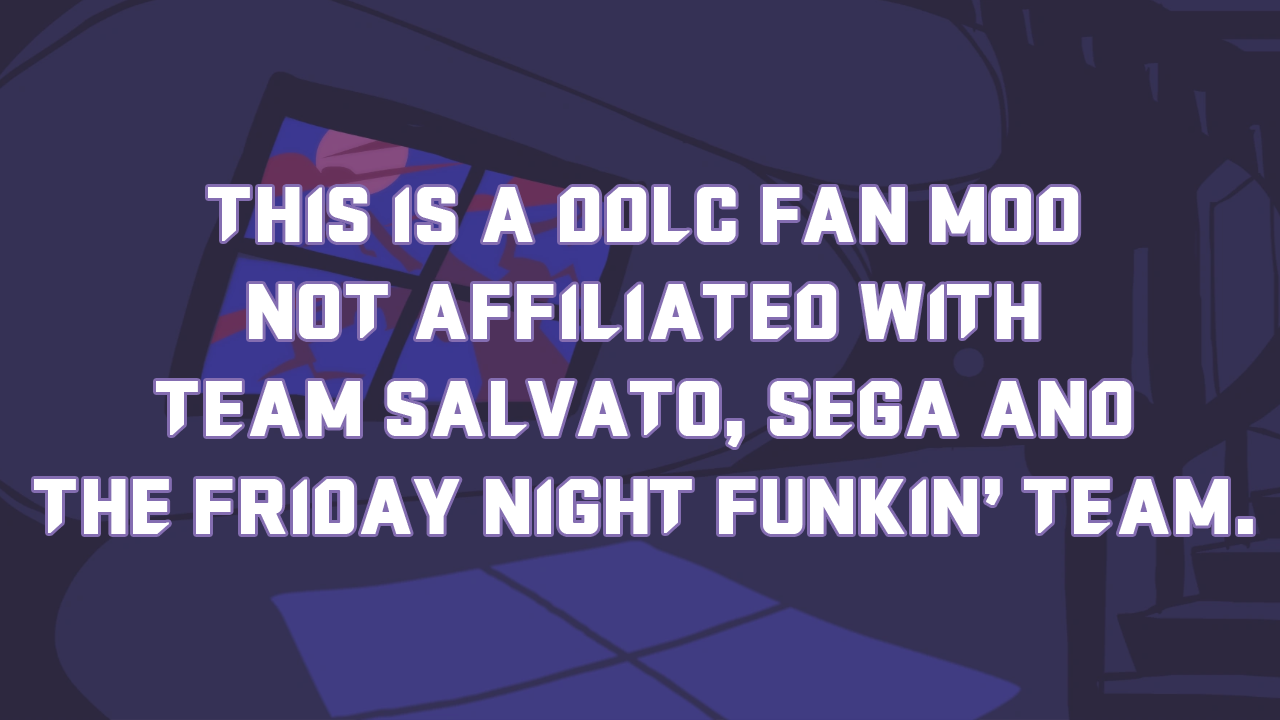 THIS IS A DDLC FAN MOD
NOT AFFILIATED WITH
TEAM SALVATO, SEGA AND
THE FRIDAY NIGHT FUNKIN' TEAM.